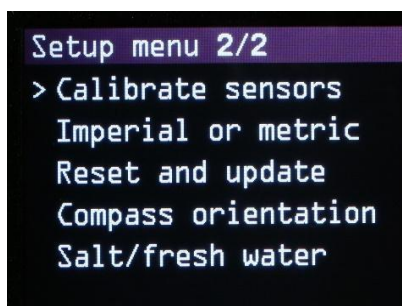 Setup menu 2/2
> Calibrate sensors
Imperial or metric
Reset and update
Compass orientation
Salt/fresh water